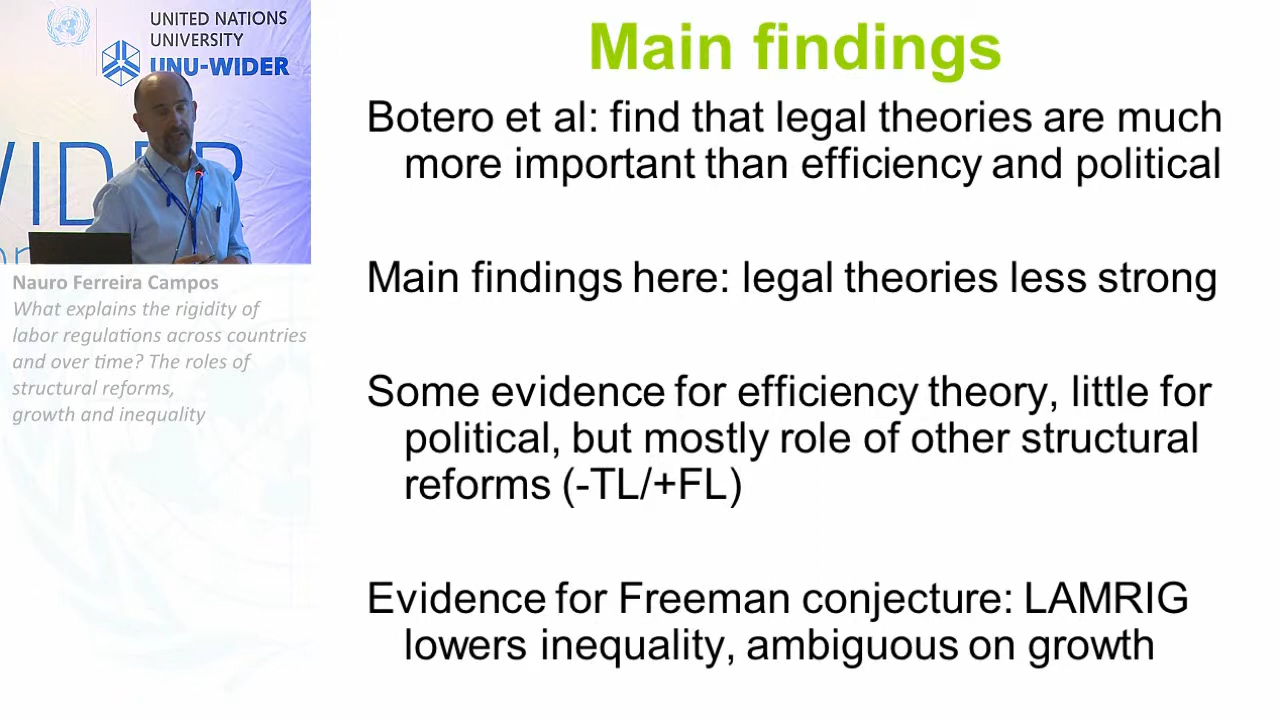 UNITED NATIONS
UNIVERSITY
UNU-WIDER
Nauro Ferreira Campos
What explains the rigidity of
labor regulations across countries
and over time? The roles of
structural reforms,
growth and inequality
Main findings
Botero et al: find that legal theories are much
more important than efficiency and political
Main findings here: legal theories less strong
Some evidence for efficiency theory, little for
political, but mostly role of other structural
reforms (-TL/+FL)
Evidence for Freeman conjecture: LAMRIG
lowers inequality, ambiguous on growth